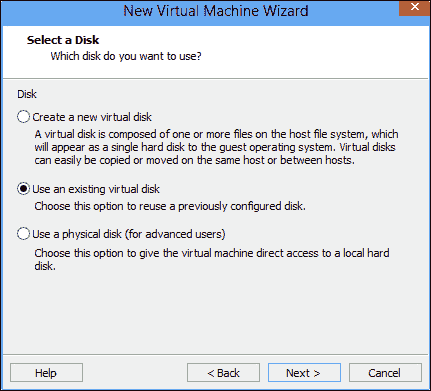 New Virtual Machine Wizard
Select a Disk
Which disk do you want to use?
Disk
Create a new virtual disk
A virtual disk is composed of one or more files on the host file system, which
will appear as a single hard disk to the guest operating system. Virtual disks
can easily be copied or moved on the same host or between hosts.
Use an existing virtual disk
Choose this option to reuse a previously configured disk.
Use a physical disk (for advanced users)
Choose this option to give the virtual machine direct access to a local hard
disk.
Help < Back Next > Cancel